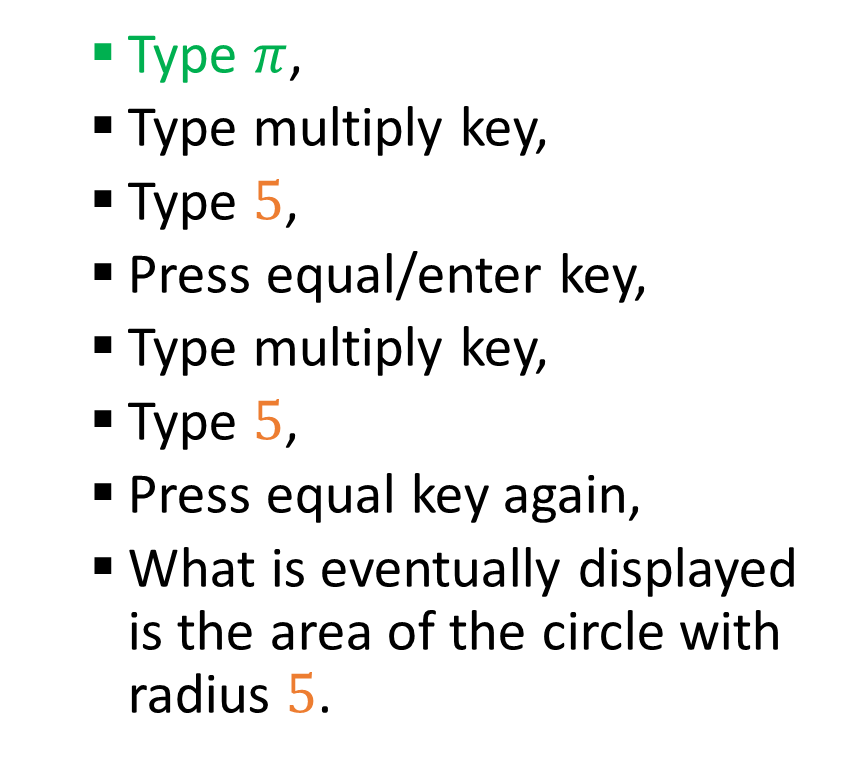 ▪ Type π,
▪ Type multiply key,
▪ Type 5,
▪ Press equal/enter key,
▪ Type multiply key,
▪ Type 5,
▪ Press equal key again,
▪ What is eventually displayed
is the area of the circle with
radius 5.